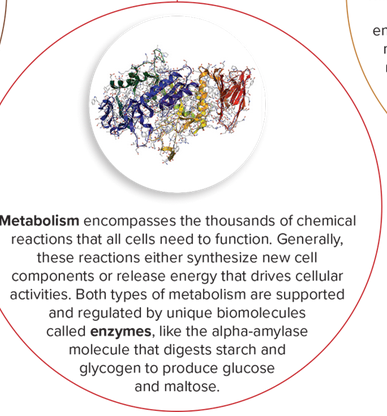 en
Metabolism encompasses the thousands of chemical
reactions that all cells need to function. Generally,
these reactions either synthesize new cell
components or release energy that drives cellular
activities. Both types of metabolism are supported
and regulated by unique biomolecules
called enzymes, like the alpha-amylase
molecule that digests starch and
glycogen to produce glucose
and maltose.